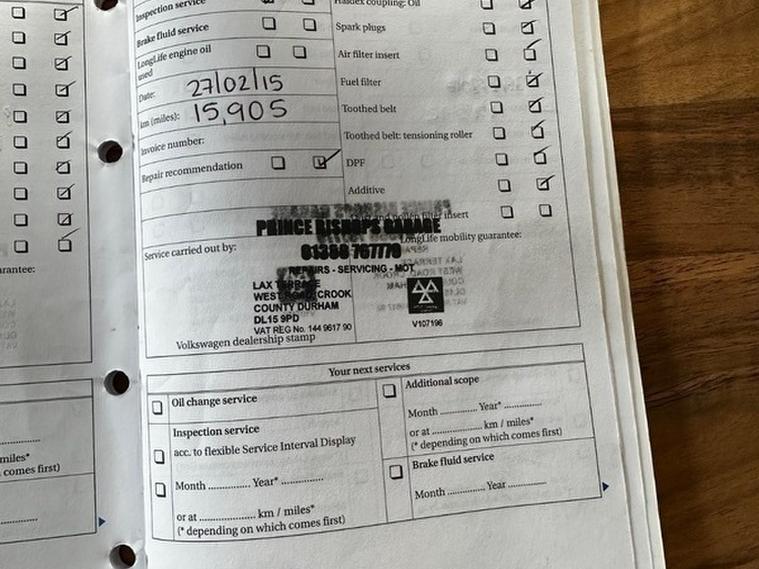 Inspection service
Brake fluid service
LongLife engine oil
used
Date: 27/02/15
km (miles): 15,905
Invoice number:
Repair recommendation
Haldex coupling: Oil
Spark plugs
Air filter insert
Fuel filter
Toothed belt
Toothed belt: tensioning roller
DPF
Additive
and pollen filter insert
LongLife mobility guarantee:
Service carried out by:
PRINCE BISHOPS GARAGE
01388 767770
REPAIRS - SERVICING - MOT
LAX TERRACE
WEST ROAD, CROOK
COUNTY DURHAM
DL15 9PD
VAT REG No. 144 9617 90
V107196
Volkswagen dealership stamp
Your next services
Oil change service
Inspection service
acc. to flexible Service Interval Display
Month .............. Year* ..............
or at .................... km / miles*
(* depending on which comes first)
Additional scope
Month ............ Year* ............
or at .................... km / miles*
(* depending on which comes first)
Brake fluid service
Month ............ Year ............
arantee:
miles*
comes first)